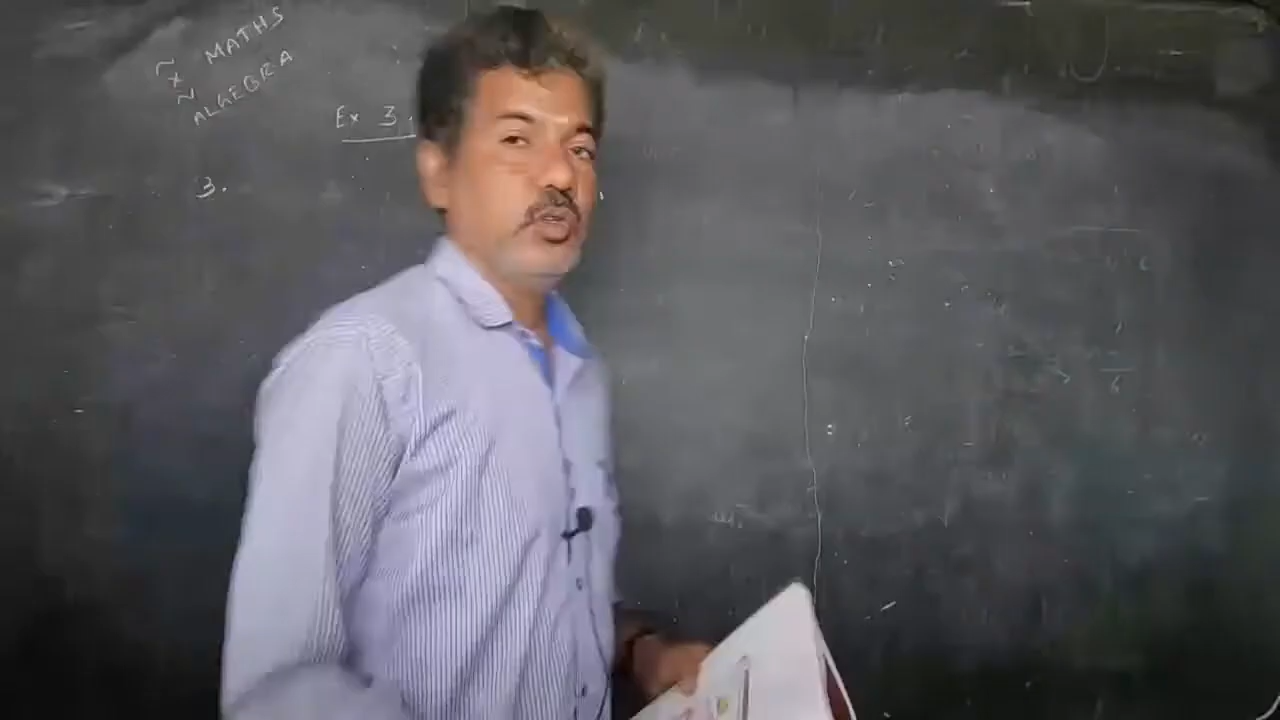 ~
x MATHS
~
ALGEBRA
Ex 3.
3.